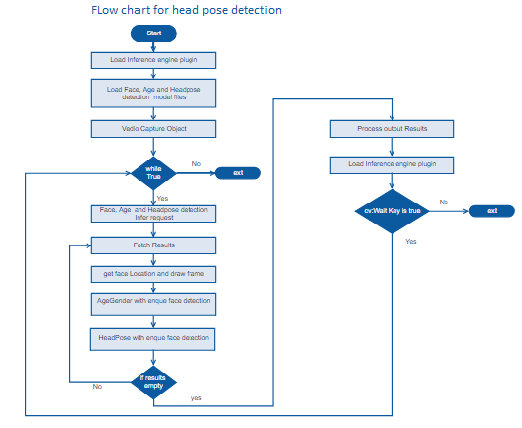 FLow chart for head pose detection
Start
Load Inference engine plugin
Load Face, Age and Headpose
detection model files
Vedio Capture Object
while
True
No
ext
Yes
Face, Age and Headpose detection
Infer request
Fetch Results
get face Location and draw frame
AgeGender with enque face detection
HeadPose with enque face detection
if results
empty
No
yes
Process output Results
Load Inference engine plugin
cv:Wait Key is true
No
ext
Yes